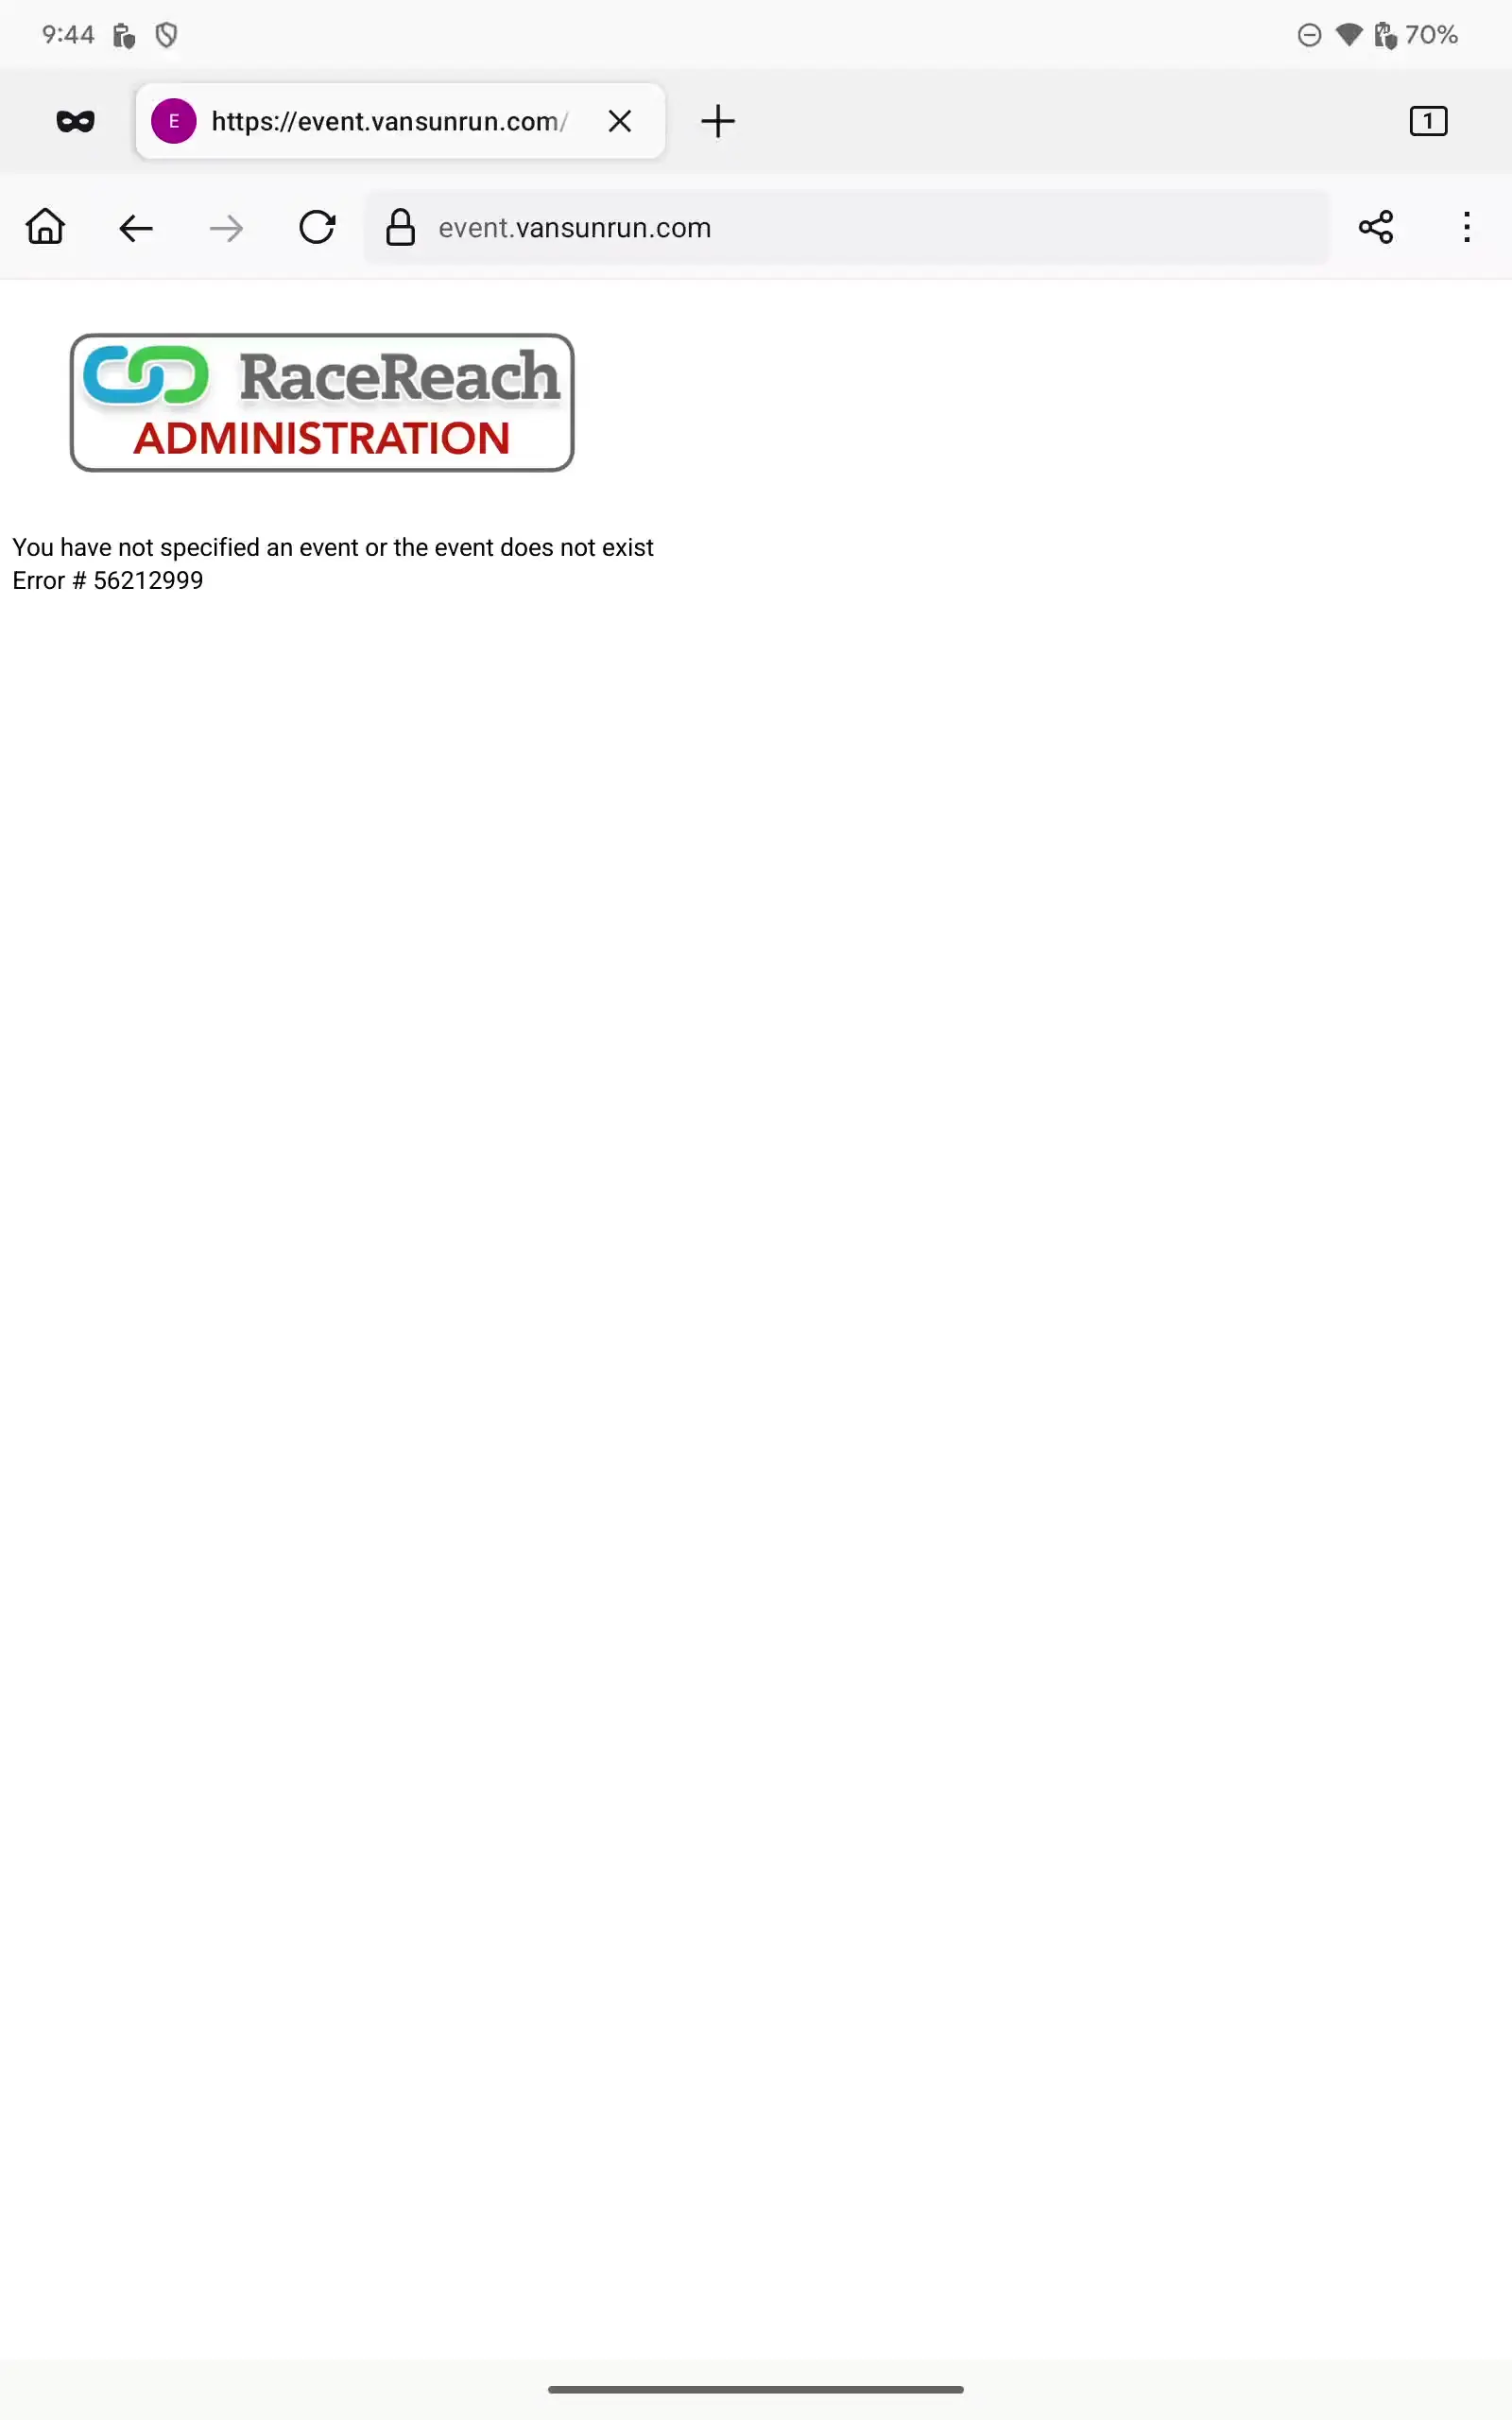 9:44
70%
E https://event.vansunrun.com/
1
event.vansunrun.com
RaceReach
ADMINISTRATION
You have not specified an event or the event does not exist
Error # 56212999